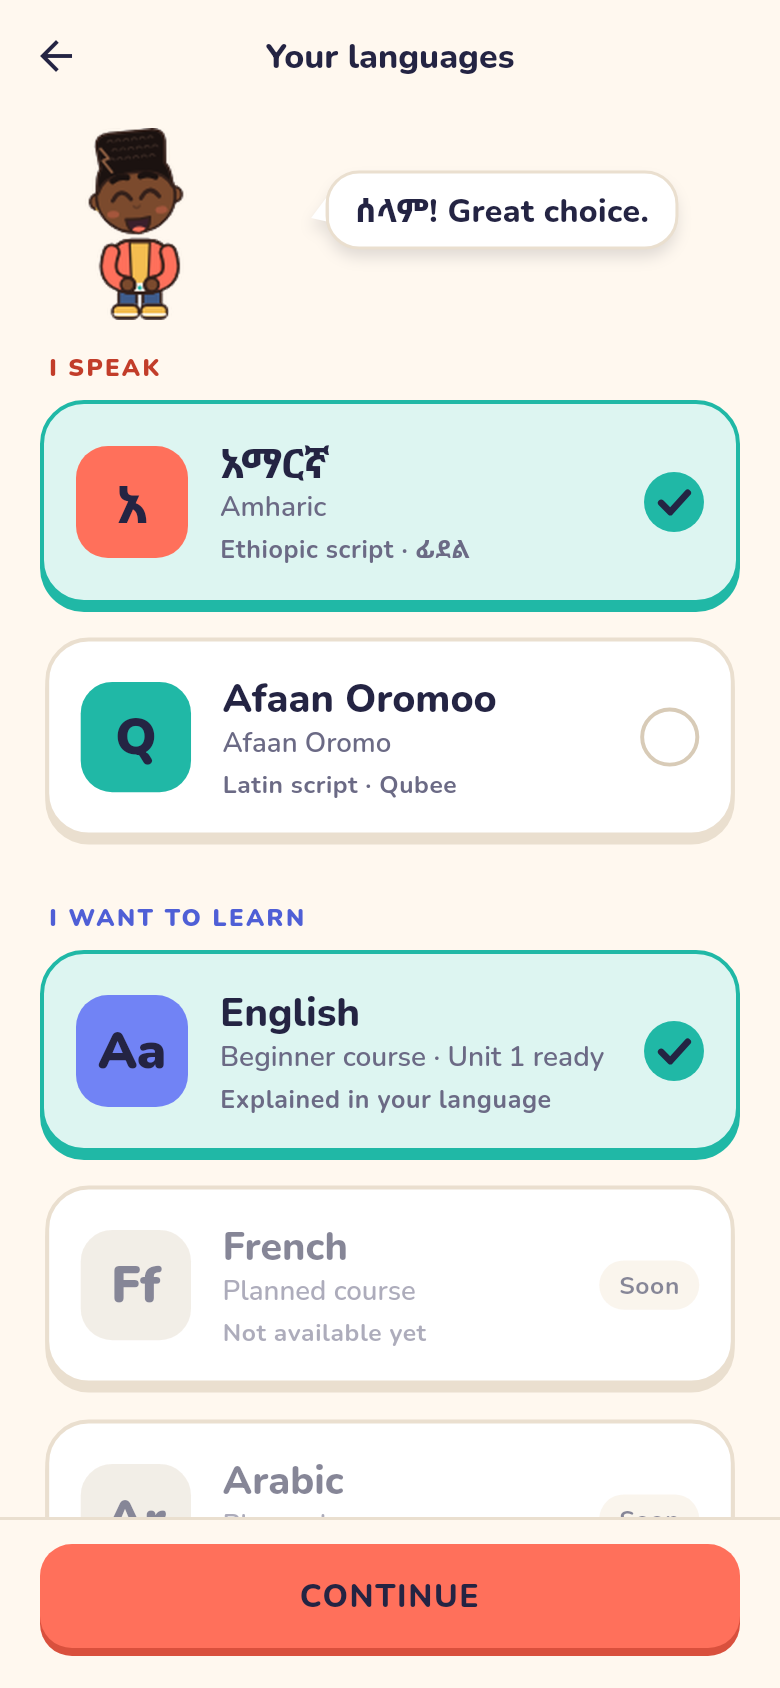 Your languages
ሰላም! Great choice.
I SPEAK
አ
አማርኛ
Amharic
Ethiopic script · ፊደል
Q
Afaan Oromoo
Afaan Oromo
Latin script · Qubee
I WANT TO LEARN
Aa
English
Beginner course · Unit 1 ready
Explained in your language
Ff
French
Planned course
Not available yet
Soon
Ar
Arabic
Soon
CONTINUE